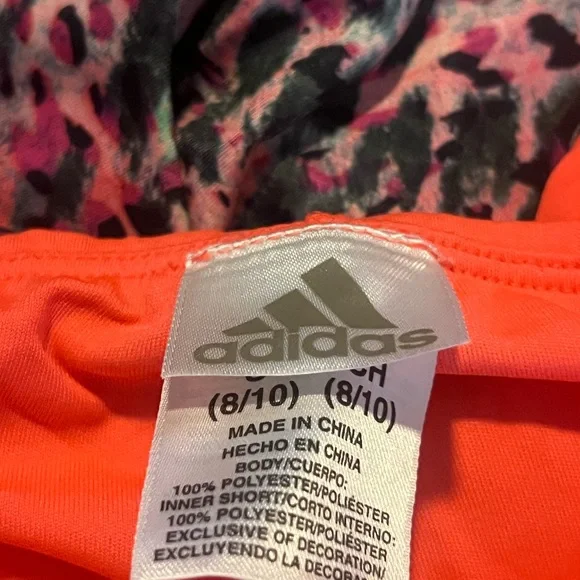 adidas
(8/10) (8/10)
MADE IN CHINA
HECHO EN CHINA
BODY/CUERPO:
100% POLYESTER/POLIÉSTER
INNER SHORT/CORTO INTERNO:
100% POLYESTER/POLIÉSTER
EXCLUSIVE OF DECORATION/
EXCLUYENDO LA DECORA